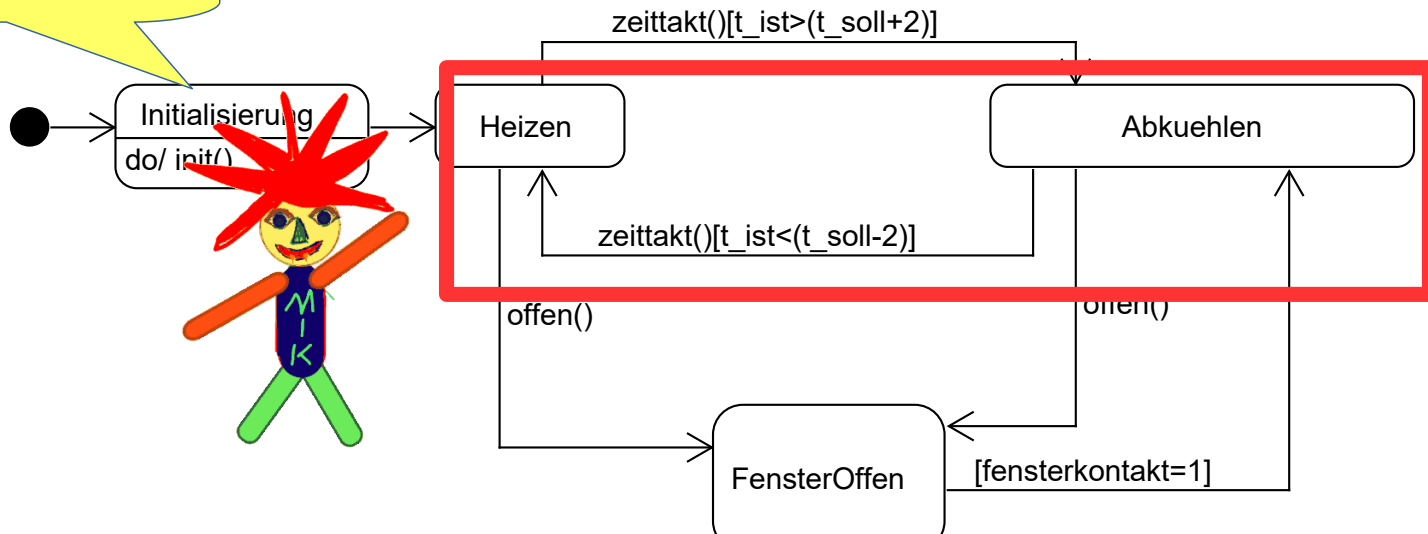 zeittakt()[t_ist>(t_soll+2)]
Initialisierung
do/ init()
Heizen
Abkuehlen
zeittakt()[t_ist<(t_soll-2)]
offen()
offen()
MIK
FensterOffen
[fensterkontakt=1]